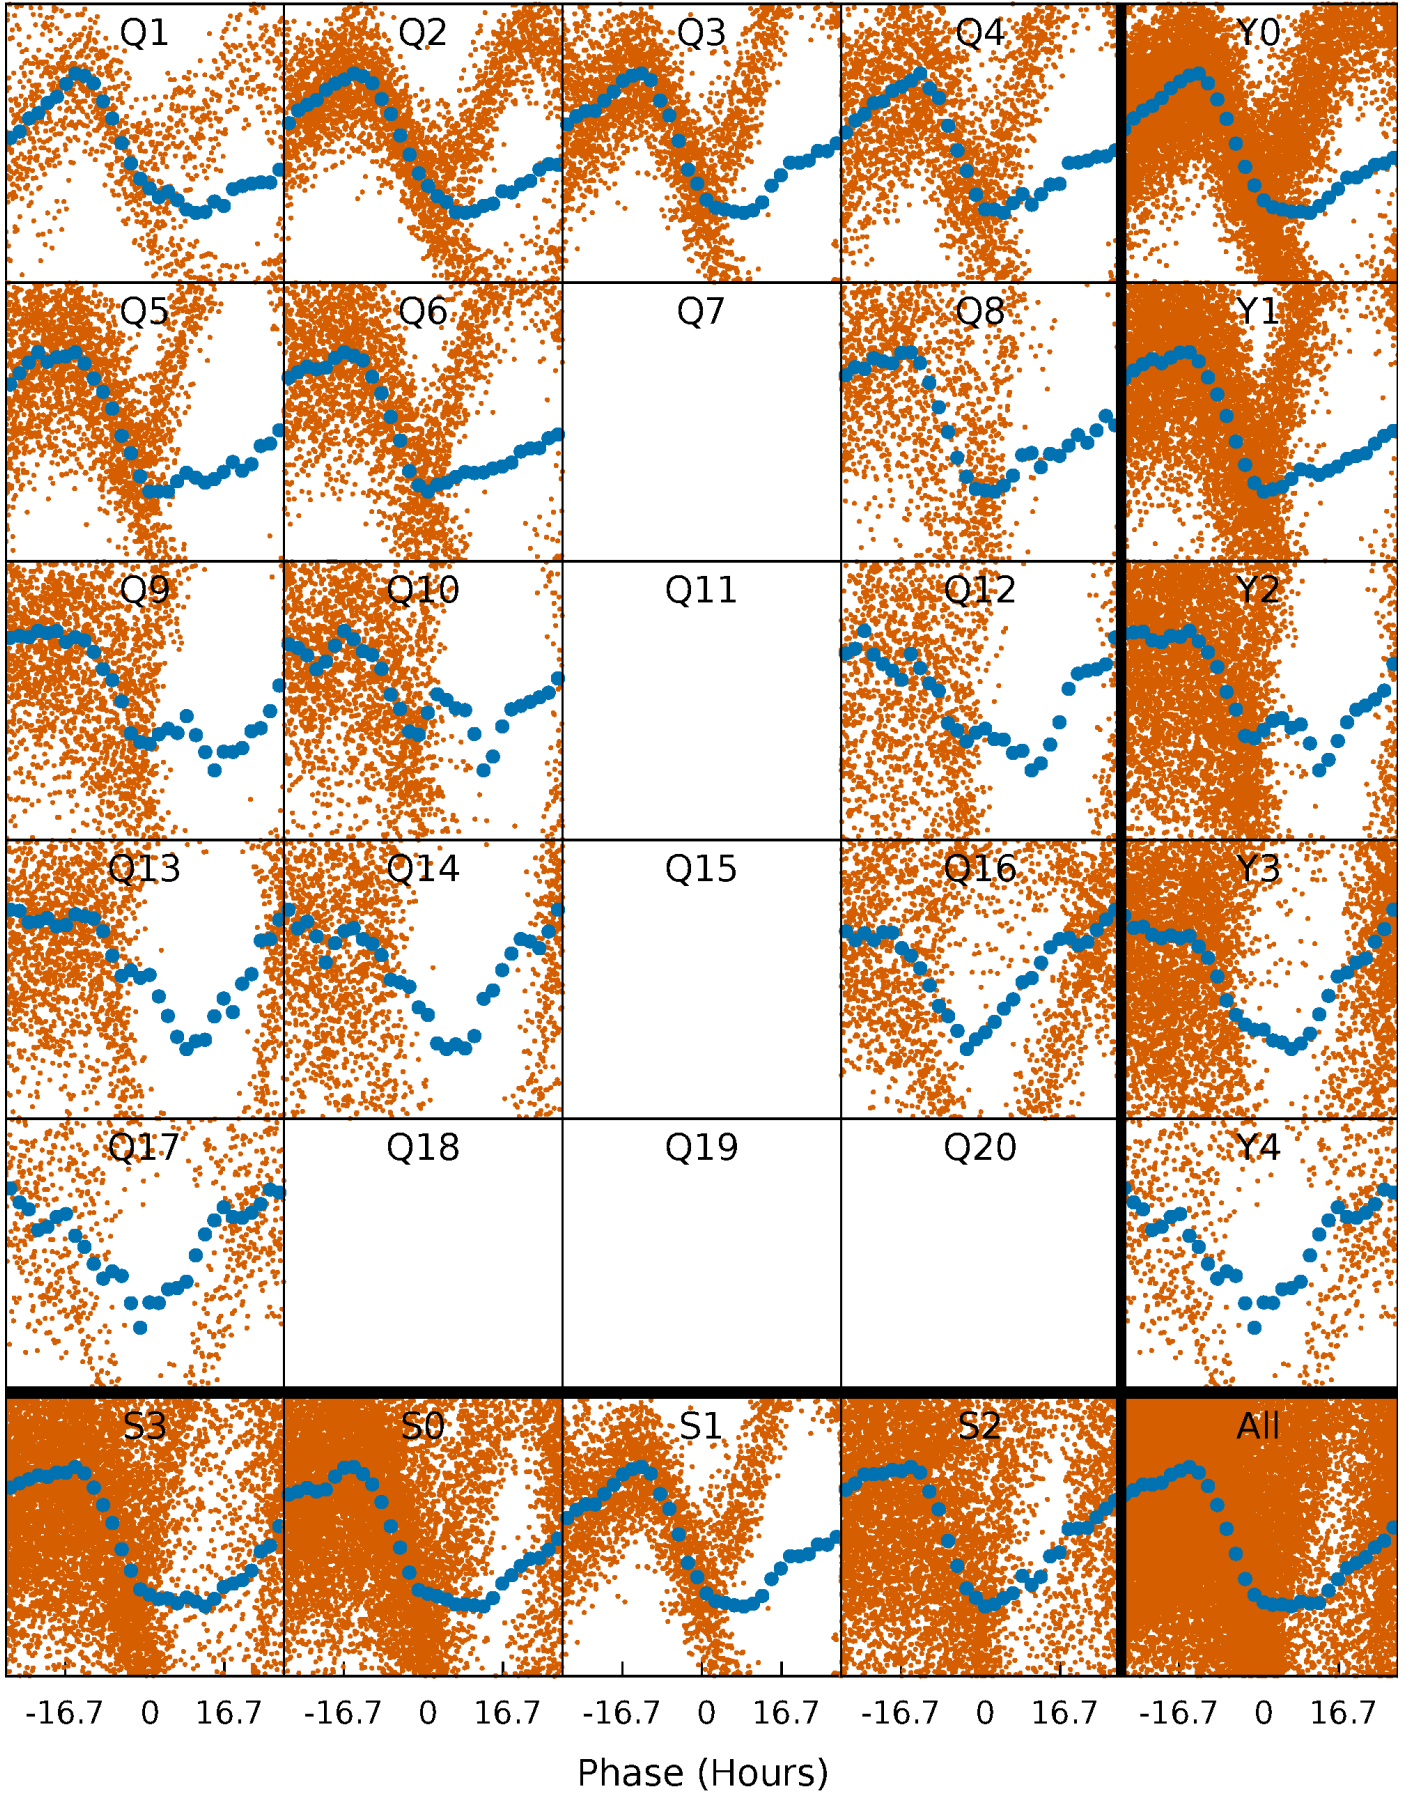 Q1 Q2 Q3 Q4 Y0
Q5 Q6 Q7 Q8 Y1
Q9 Q10 Q11 Q12 Y2
Q13 Q14 Q15 Q16 Y3
Q17 Q18 Q19 Q20 Y4
S3 S0 S1 S2 All
-16.7 0 16.7 -16.7 0 16.7 -16.7 0 16.7 -16.7 0 16.7 -16.7 0 16.7
Phase (Hours)